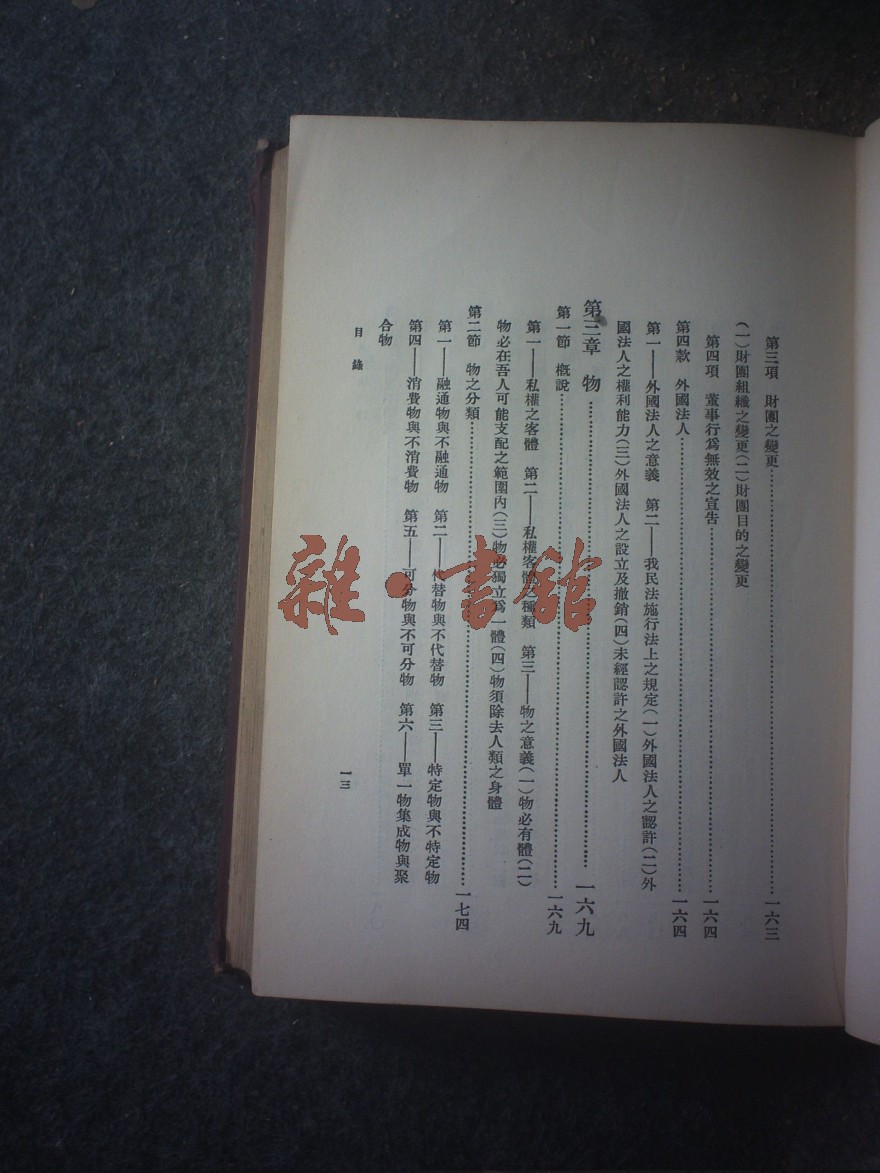 第三項　財團之變更……一六三
（一）財團組織之變更（二）財團目的之變更
第四項　董事行爲無效之宣告……一六四
第四款　外國法人……一六四
第一——外國法人之意義　第二——我民法施行法上之規定（一）外國法人之認許（二）外
國法人之權利能力（三）外國法人之設立及撤銷（四）未經認許之外國法人
第三章　物……一六九
第一節　概說……一六九
第一——私權之客體　第二——私權客體之種類　第三——物之意義（一）物必有體（二）
物必在吾人可能支配之範圍內（三）物必獨立爲一體（四）物須除去人類之身體
第二節　物之分類……一七四
第一——融通物與不融通物　第二——代替物與不代替物　第三——特定物與不特定物
第四——消費物與不消費物　第五——可分物與不可分物　第六——單一物集成物與聚
合物
目錄
一三
雜·書館